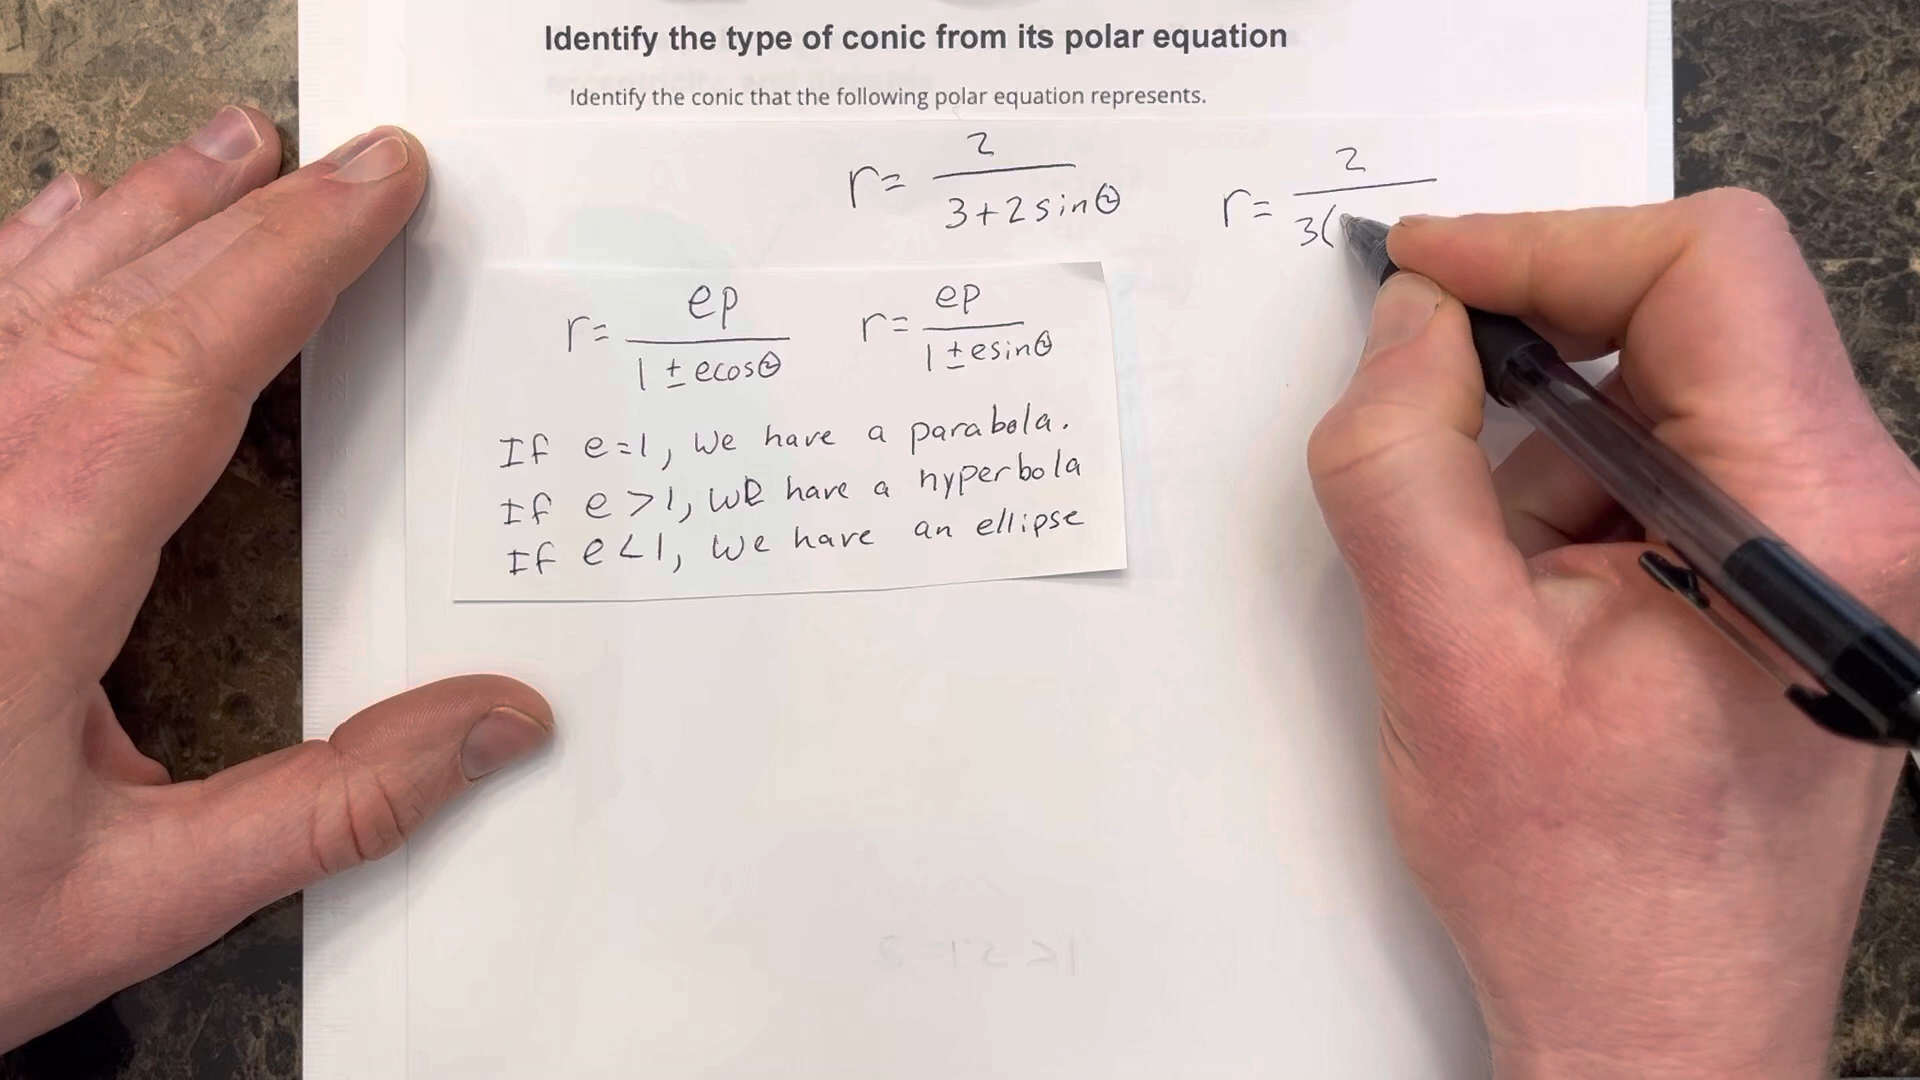 Identify the type of conic from its polar equation
Identify the conic that the following polar equation represents.
r= 2 / 3+2sinθ
r= 2 / 3(
r= ep / 1±ecosθ
r= ep / 1±esinθ
If e=1, we have a parabola.
If e>1, we have a hyperbola
If e<1, we have an ellipse